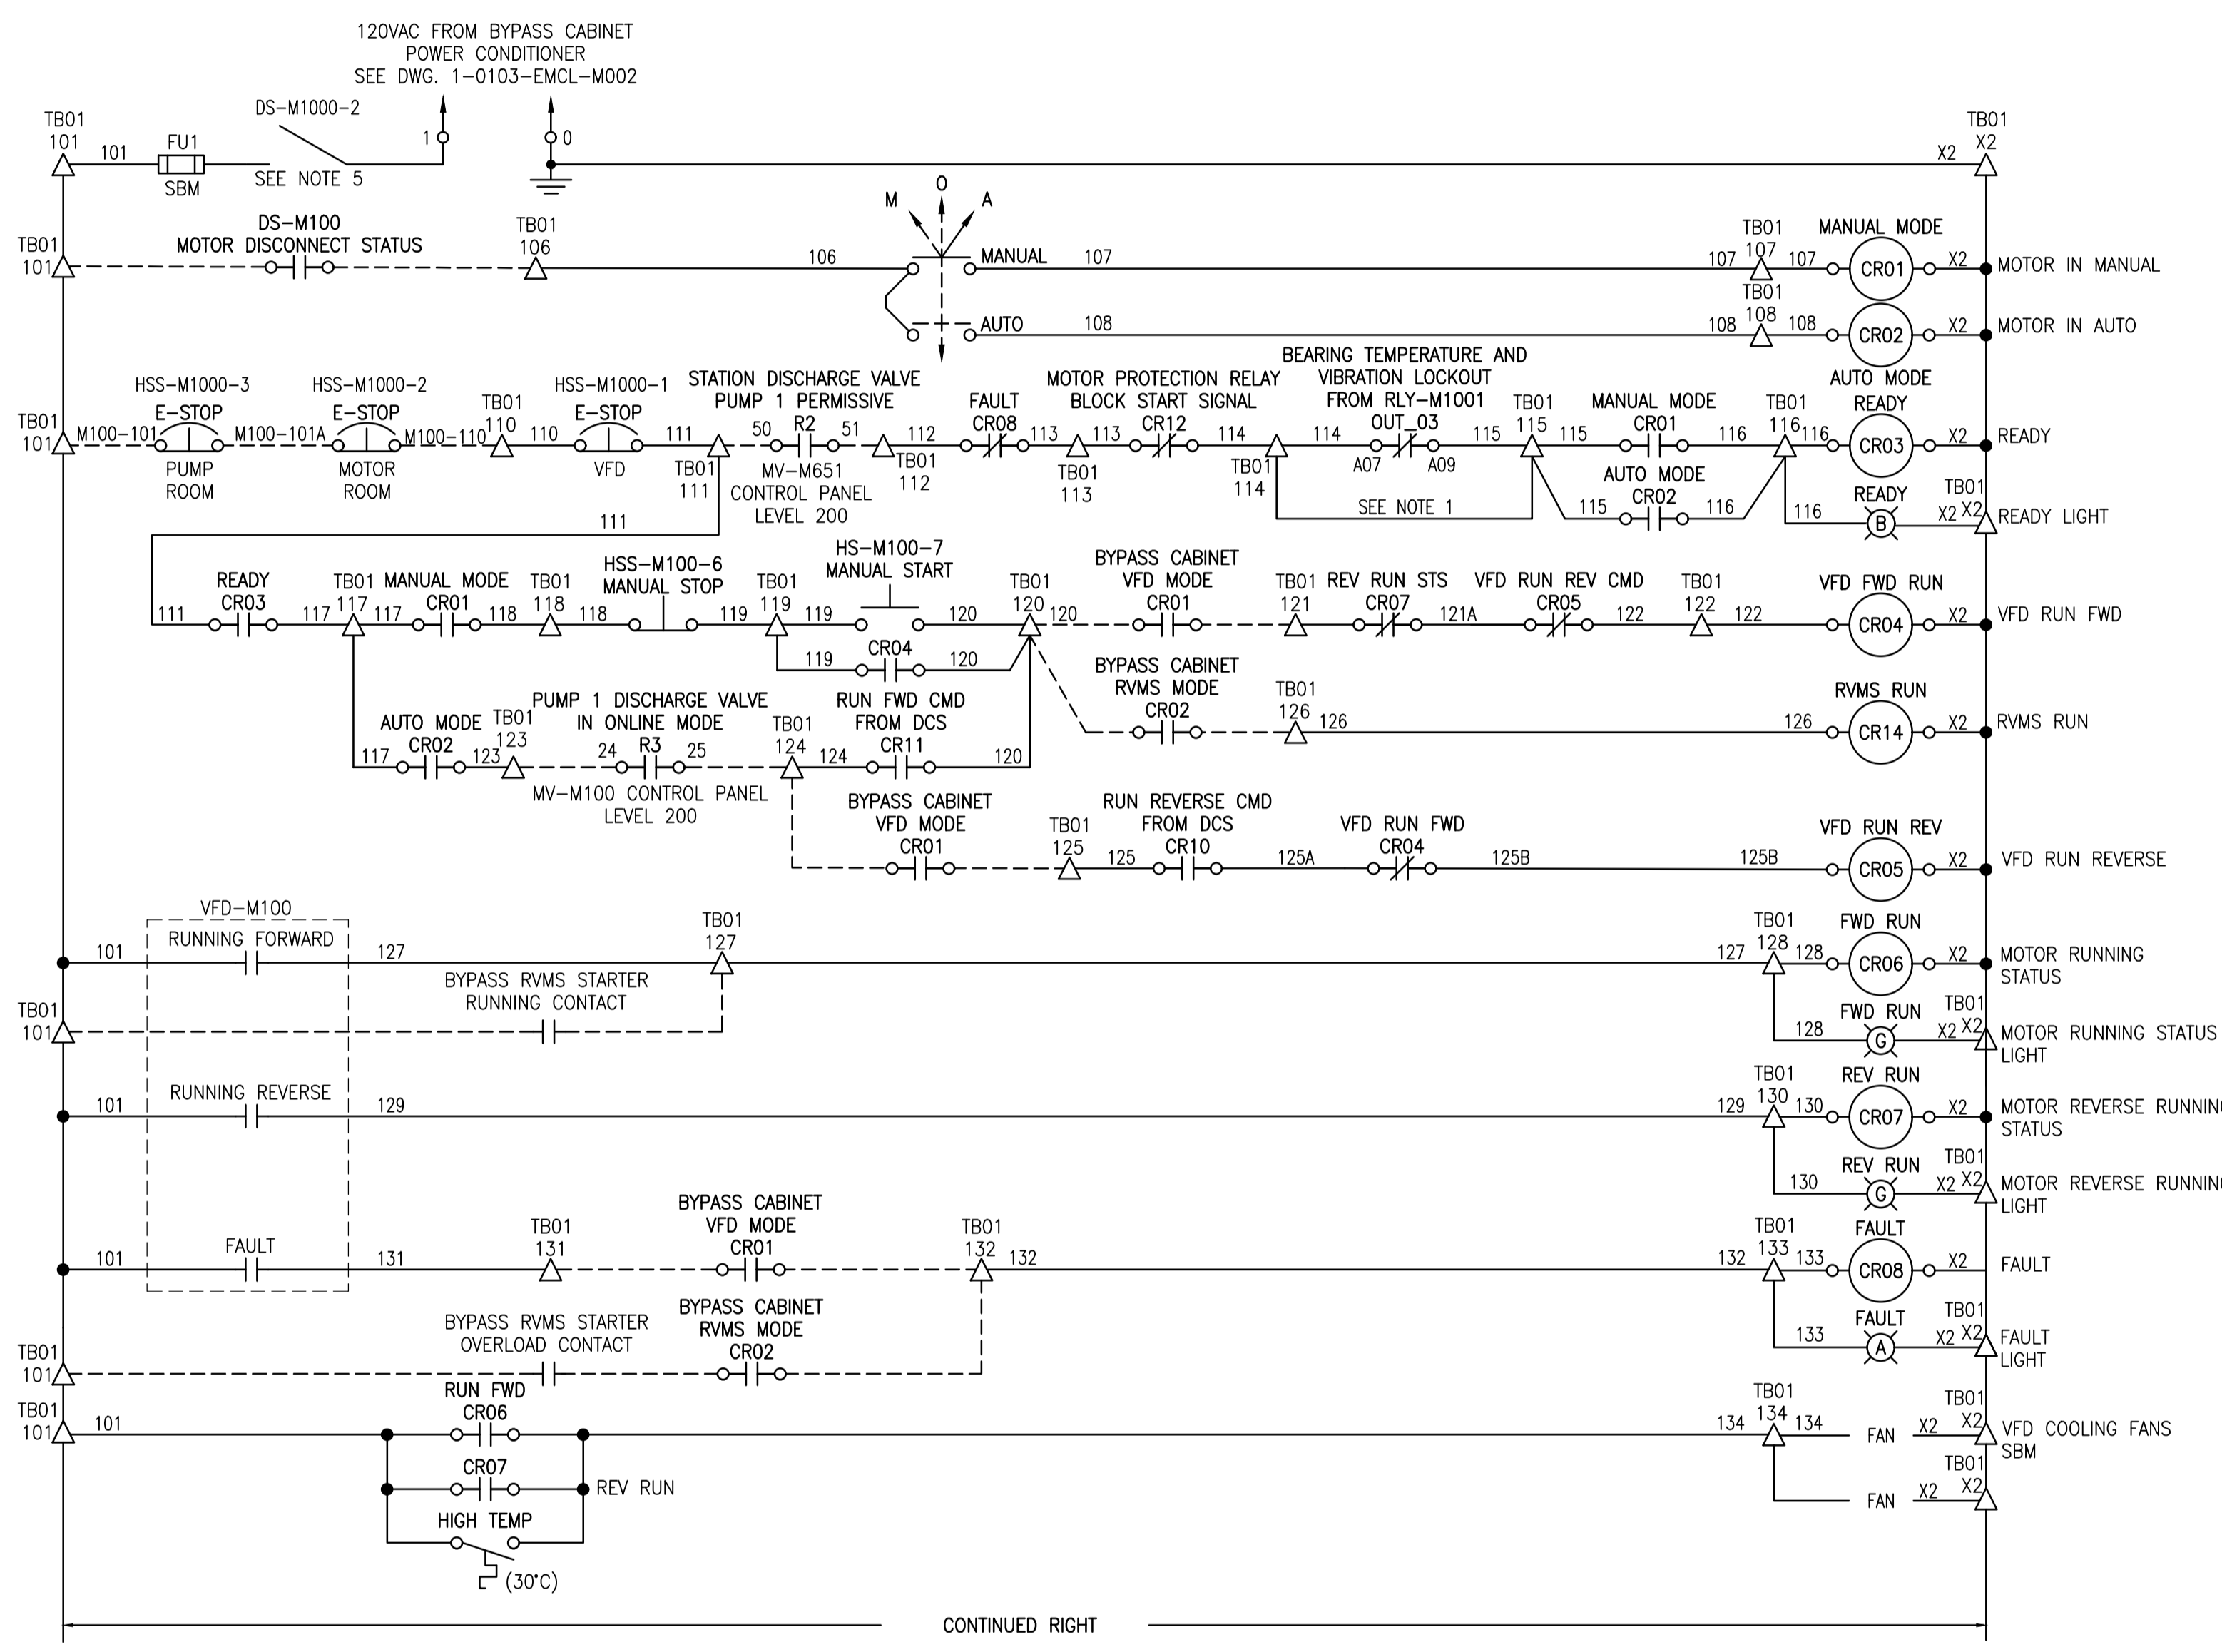 120VAC FROM BYPASS CABINET
POWER CONDITIONER
SEE DWG. 1-0103-EMCL-M002
DS-M1000-2
TB01
101
101
FU1
SBM
SEE NOTE 5
1
0
X2
TB01
X2
DS-M100
MOTOR DISCONNECT STATUS
TB01
101
TB01
106
106
M
O
A
MANUAL
107
107
TB01
107
107
MANUAL MODE
CR01
X2
MOTOR IN MANUAL
AUTO
108
108
TB01
108
108
CR02
X2
MOTOR IN AUTO
AUTO MODE
TB01
101
M100-101
HSS-M1000-3
E-STOP
PUMP
ROOM
M100-101A
HSS-M1000-2
E-STOP
MOTOR
ROOM
M100-110
TB01
110
110
HSS-M1000-1
E-STOP
VFD
111
TB01
111
STATION DISCHARGE VALVE
PUMP 1 PERMISSIVE
50
R2
51
MV-M651
CONTROL PANEL
LEVEL 200
TB01
112
112
FAULT
CR08
113
TB01
113
113
MOTOR PROTECTION RELAY
BLOCK START SIGNAL
CR12
114
TB01
114
114
BEARING TEMPERATURE AND
VIBRATION LOCKOUT
FROM RLY-M1001
OUT_03
A07
A09
115
SEE NOTE 1
TB01
115
115
MANUAL MODE
CR01
116
AUTO MODE
CR02
115
116
TB01
116
116
READY
CR03
X2
READY
116
READY
B
X2
TB01
X2
READY LIGHT
111
111
READY
CR03
117
TB01
117
117
MANUAL MODE
CR01
118
TB01
118
118
HSS-M100-6
MANUAL STOP
119
TB01
119
119
HS-M100-7
MANUAL START
120
TB01
120
120
119
CR04
120
BYPASS CABINET
VFD MODE
CR01
TB01
121
REV RUN STS
CR07
121A
VFD RUN REV CMD
CR05
122
TB01
122
122
VFD FWD RUN
CR04
X2
VFD RUN FWD
BYPASS CABINET
RVMS MODE
CR02
TB01
126
126
126
RVMS RUN
CR14
X2
RVMS RUN
117
AUTO MODE
CR02
123
TB01
123
PUMP 1 DISCHARGE VALVE
IN ONLINE MODE
24
R3
25
MV-M100 CONTROL PANEL
LEVEL 200
TB01
124
124
RUN FWD CMD
FROM DCS
CR11
120
BYPASS CABINET
VFD MODE
CR01
TB01
125
125
RUN REVERSE CMD
FROM DCS
CR10
125A
VFD RUN FWD
CR04
125B
125B
VFD RUN REV
CR05
X2
VFD RUN REVERSE
VFD-M100
101
RUNNING FORWARD
127
TB01
127
127
TB01
128
128
FWD RUN
CR06
X2
MOTOR RUNNING
STATUS
TB01
101
BYPASS RVMS STARTER
RUNNING CONTACT
128
FWD RUN
G
X2
TB01
X2
MOTOR RUNNING STATUS
LIGHT
101
RUNNING REVERSE
129
129
TB01
130
130
REV RUN
CR07
X2
MOTOR REVERSE RUNNING
STATUS
130
REV RUN
G
X2
TB01
X2
MOTOR REVERSE RUNNING
LIGHT
101
FAULT
131
TB01
131
BYPASS CABINET
VFD MODE
CR01
TB01
132
132
132
TB01
133
133
FAULT
CR08
X2
FAULT
TB01
101
BYPASS RVMS STARTER
OVERLOAD CONTACT
BYPASS CABINET
RVMS MODE
CR02
133
FAULT
A
X2
TB01
X2
FAULT
LIGHT
TB01
101
101
RUN FWD
CR06
134
TB01
134
134
FAN
X2
TB01
X2
VFD COOLING FANS
SBM
CR07
REV RUN
FAN
X2
TB01
X2
HIGH TEMP
(30°C)
CONTINUED RIGHT